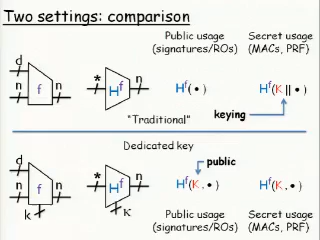 Two settings: comparison
Public usage
(signatures/ROs)
Secret usage
(MACs, PRF)
d
n
f
n
*
H^f
n
H^f( • )
H^f(K || • )
"Traditional"
keying
Dedicated key
public
d
n
f
n
k
*
H^f
n
K
H^f(K , • )
H^f(K , • )
Public usage
(signatures/ROs)
Secret usage
(MACs, PRF)